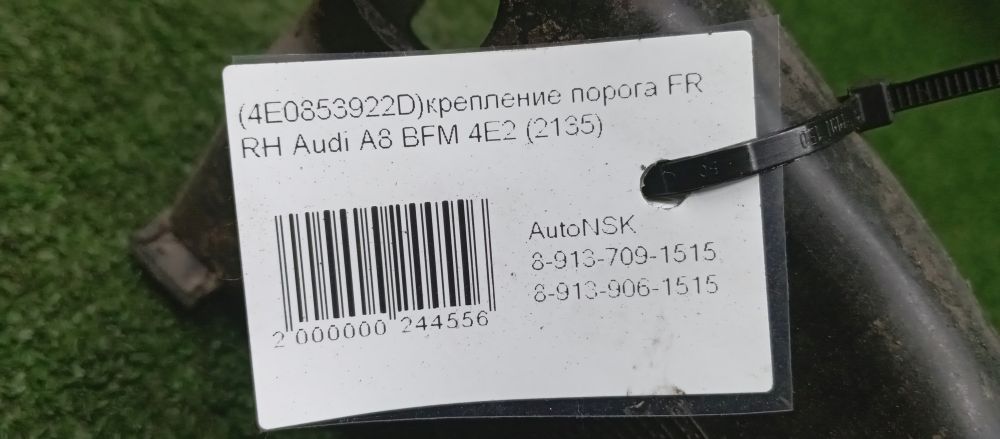 (4E0853922D)крепление порога FR
RH Audi A8 BFM 4E2 (2135)
AutoNSK
8-913-709-1515
8-913-906-1515
2 000000 244556